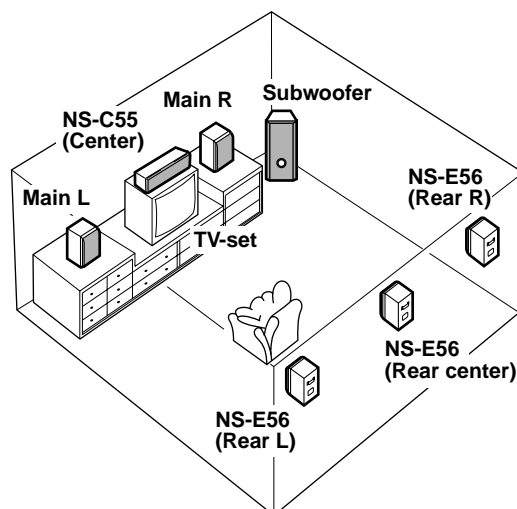 Main R
Subwoofer
NS-C55
(Center)
Main L
TV-set
NS-E56
(Rear R)
NS-E56
(Rear center)
NS-E56
(Rear L)